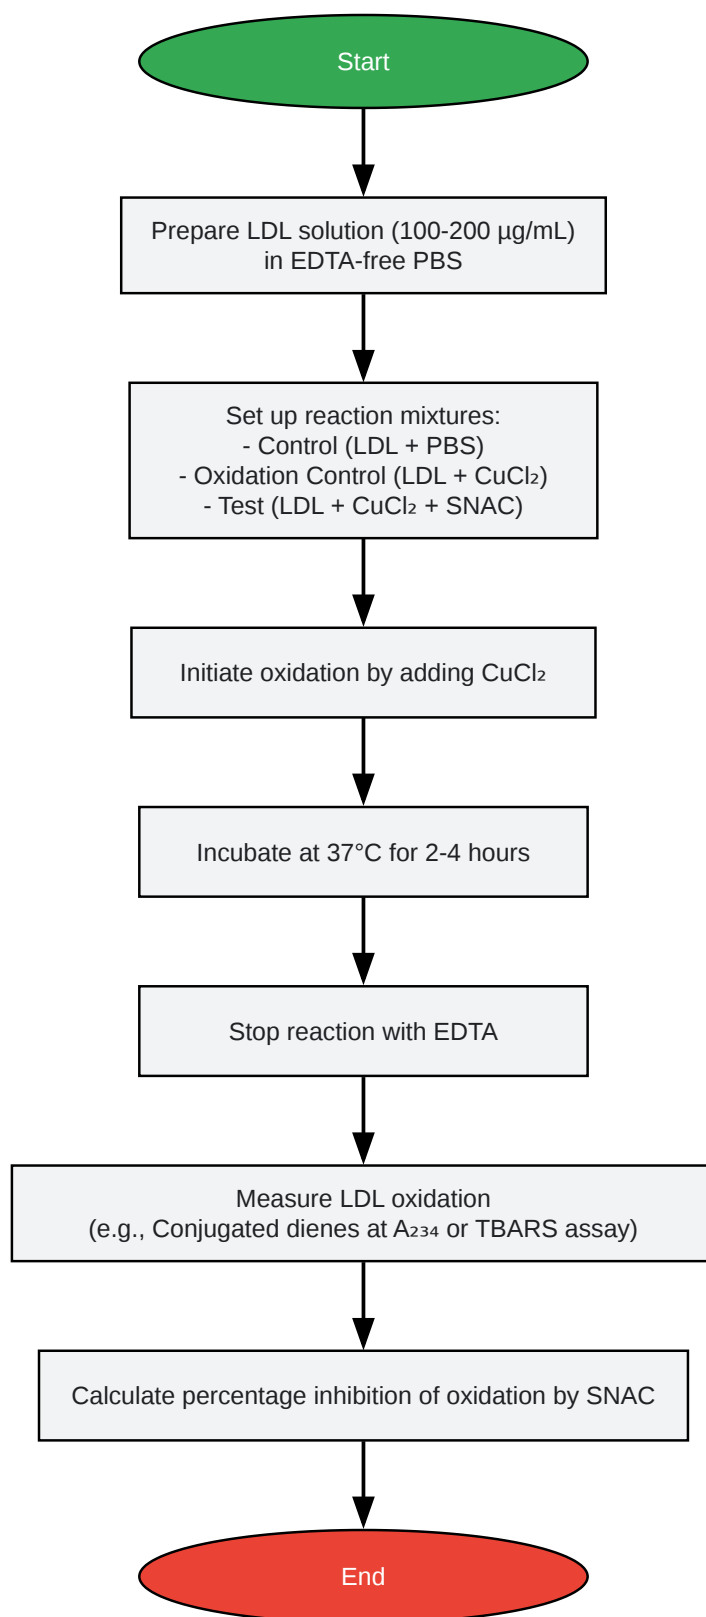 Start
Prepare LDL solution (100-200 µg/mL)
in EDTA-free PBS
Set up reaction mixtures:
- Control (LDL + PBS)
- Oxidation Control (LDL + CuCl₂)
- Test (LDL + CuCl₂ + SNAC)
Initiate oxidation by adding CuCl₂
Incubate at 37°C for 2-4 hours
Stop reaction with EDTA
Measure LDL oxidation
(e.g., Conjugated dienes at A₂₃₄ or TBARS assay)
Calculate percentage inhibition of oxidation by SNAC
End